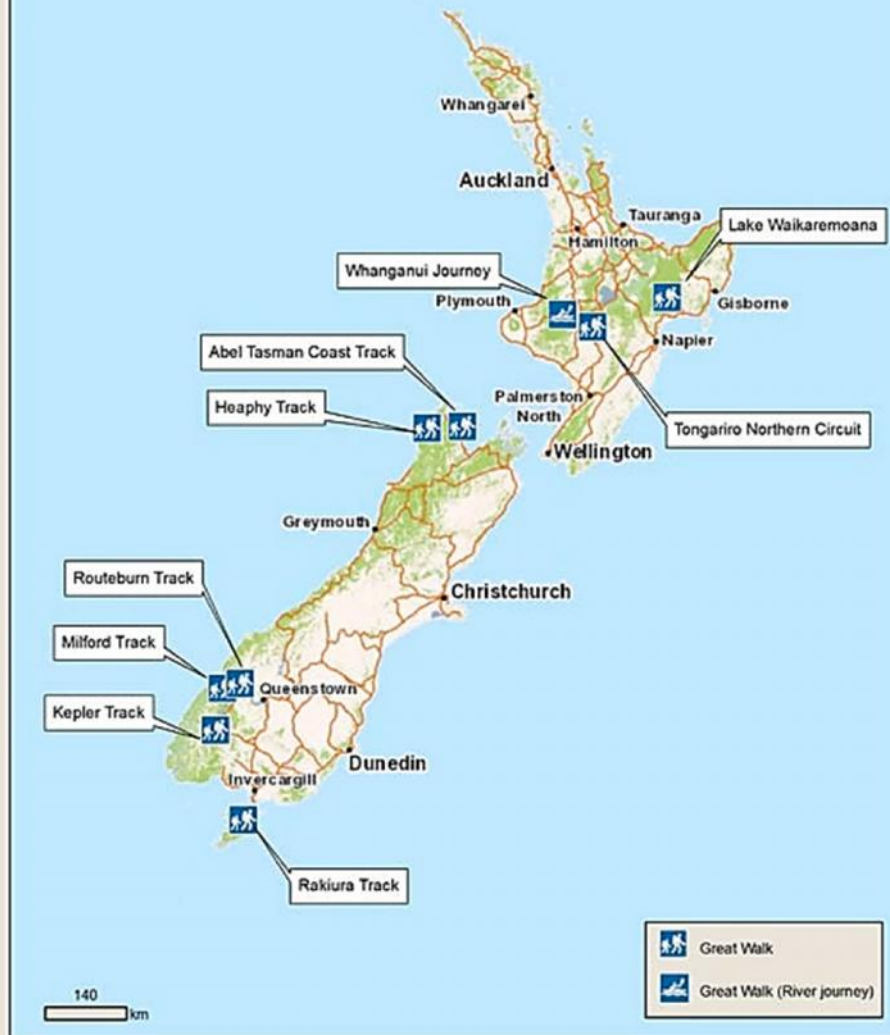 Whangarei
Auckland
Tauranga
Lake Waikaremoana
Hamilton
Whanganui Journey
Plymouth
Gisborne
Napier
Abel Tasman Coast Track
Heaphy Track
Palmerston
North
Tongariro Northern Circuit
Wellington
Greymouth
Routeburn Track
Christchurch
Milford Track
Queenstown
Kepler Track
Dunedin
Invercargill
Rakiura Track
Great Walk
Great Walk (River journey)
140
km